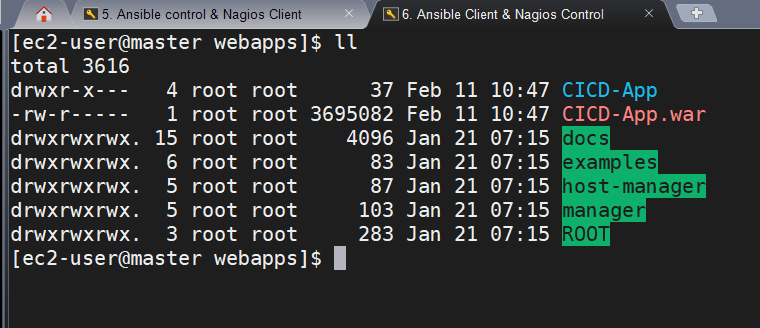 5. Ansible control & Nagios Client
6. Ansible Client & Nagios Control
[ec2-user@master webapps]$ ll
total 3616
drwxr-x---   4 root root      37 Feb 11 10:47 CICD-App
-rw-r-----   1 root root 3695082 Feb 11 10:47 CICD-App.war
drwxrwxrwx. 15 root root    4096 Jan 21 07:15 docs
drwxrwxrwx.  6 root root      83 Jan 21 07:15 examples
drwxrwxrwx.  5 root root      87 Jan 21 07:15 host-manager
drwxrwxrwx.  5 root root     103 Jan 21 07:15 manager
drwxrwxrwx.  3 root root     283 Jan 21 07:15 ROOT
[ec2-user@master webapps]$